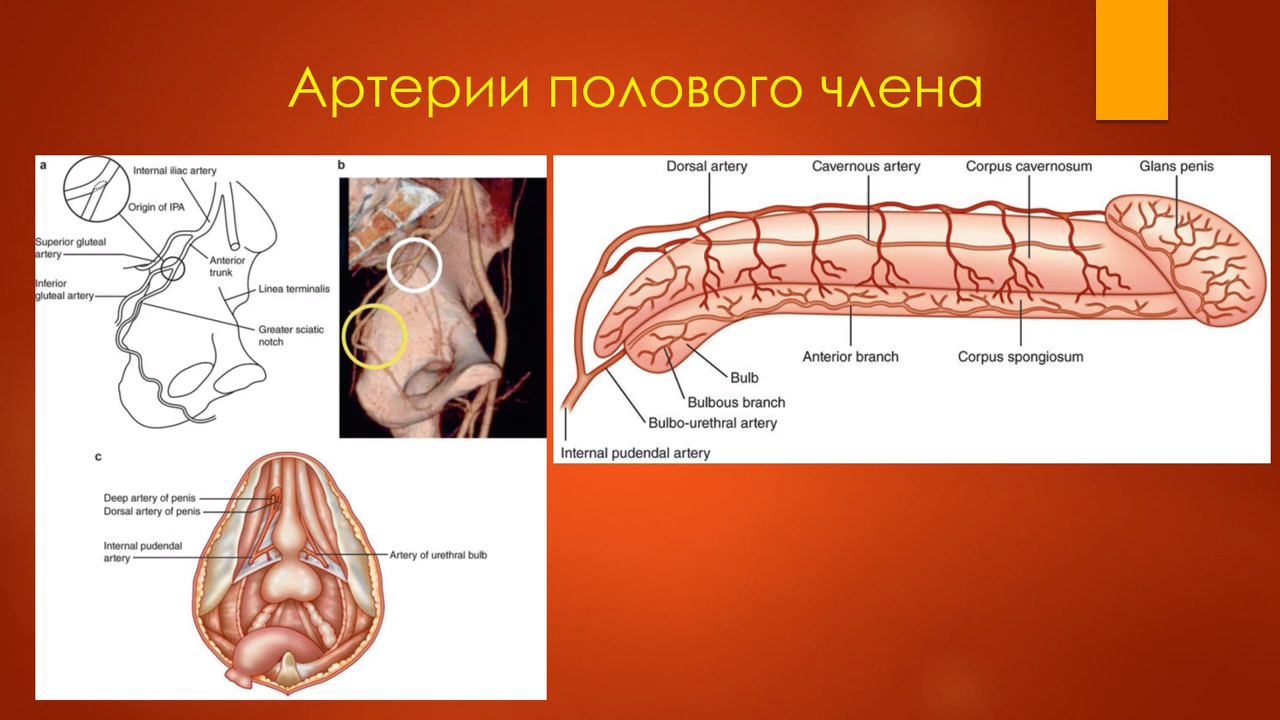 Артерии полового члена
a
Internal iliac artery
Origin of IPA
Superior gluteal
artery
Anterior
trunk
Inferior
gluteal artery
Linea terminalis
Greater sciatic
notch
b
c
Deep artery of penis
Dorsal artery of penis
Internal pudendal
artery
Artery of urethral bulb
Dorsal artery
Cavernous artery
Corpus cavernosum
Glans penis
Anterior branch
Corpus spongiosum
Bulb
Bulbous branch
Bulbo-urethral artery
Internal pudendal artery